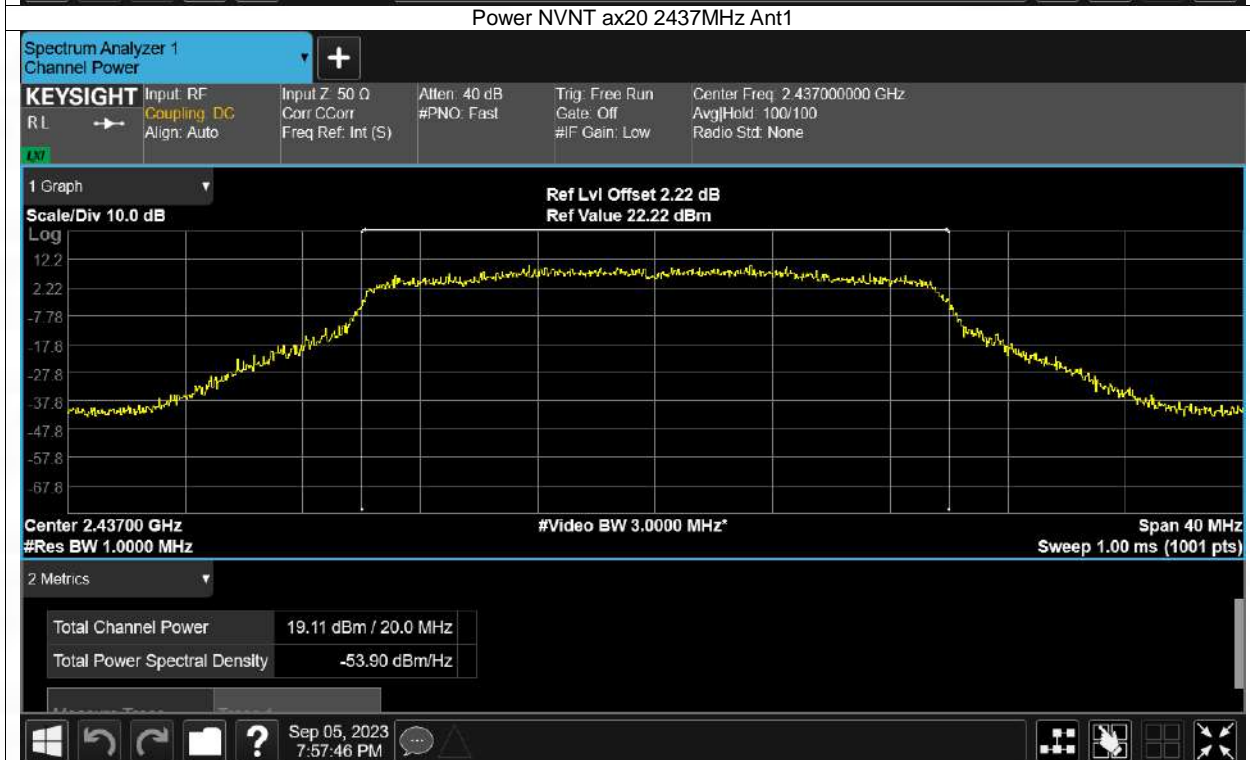 Power NVNT ax20 2437MHz Ant1
Spectrum Analyzer 1
Channel Power
+
KEYSIGHT Input: RF Input Z: 50 Ω Atten: 40 dB Trig: Free Run Center Freq: 2.437000000 GHz
RL Coupling: DC Corr CCorr #PNO: Fast Gate: Off Avg|Hold: 100/100
Align: Auto Freq Ref: Int (S) #IF Gain: Low Radio Std: None
LXI
1 Graph
Ref Lvl Offset 2.22 dB
Scale/Div 10.0 dB Ref Value 22.22 dBm
Log
12.2
2.22
-7.78
-17.8
-27.8
-37.8
-47.8
-57.8
-67.8
Center 2.43700 GHz #Video BW 3.0000 MHz* Span 40 MHz
#Res BW 1.0000 MHz Sweep 1.00 ms (1001 pts)
2 Metrics
Total Channel Power 19.11 dBm / 20.0 MHz
Total Power Spectral Density -53.90 dBm/Hz
? Sep 05, 2023
7:57:46 PM